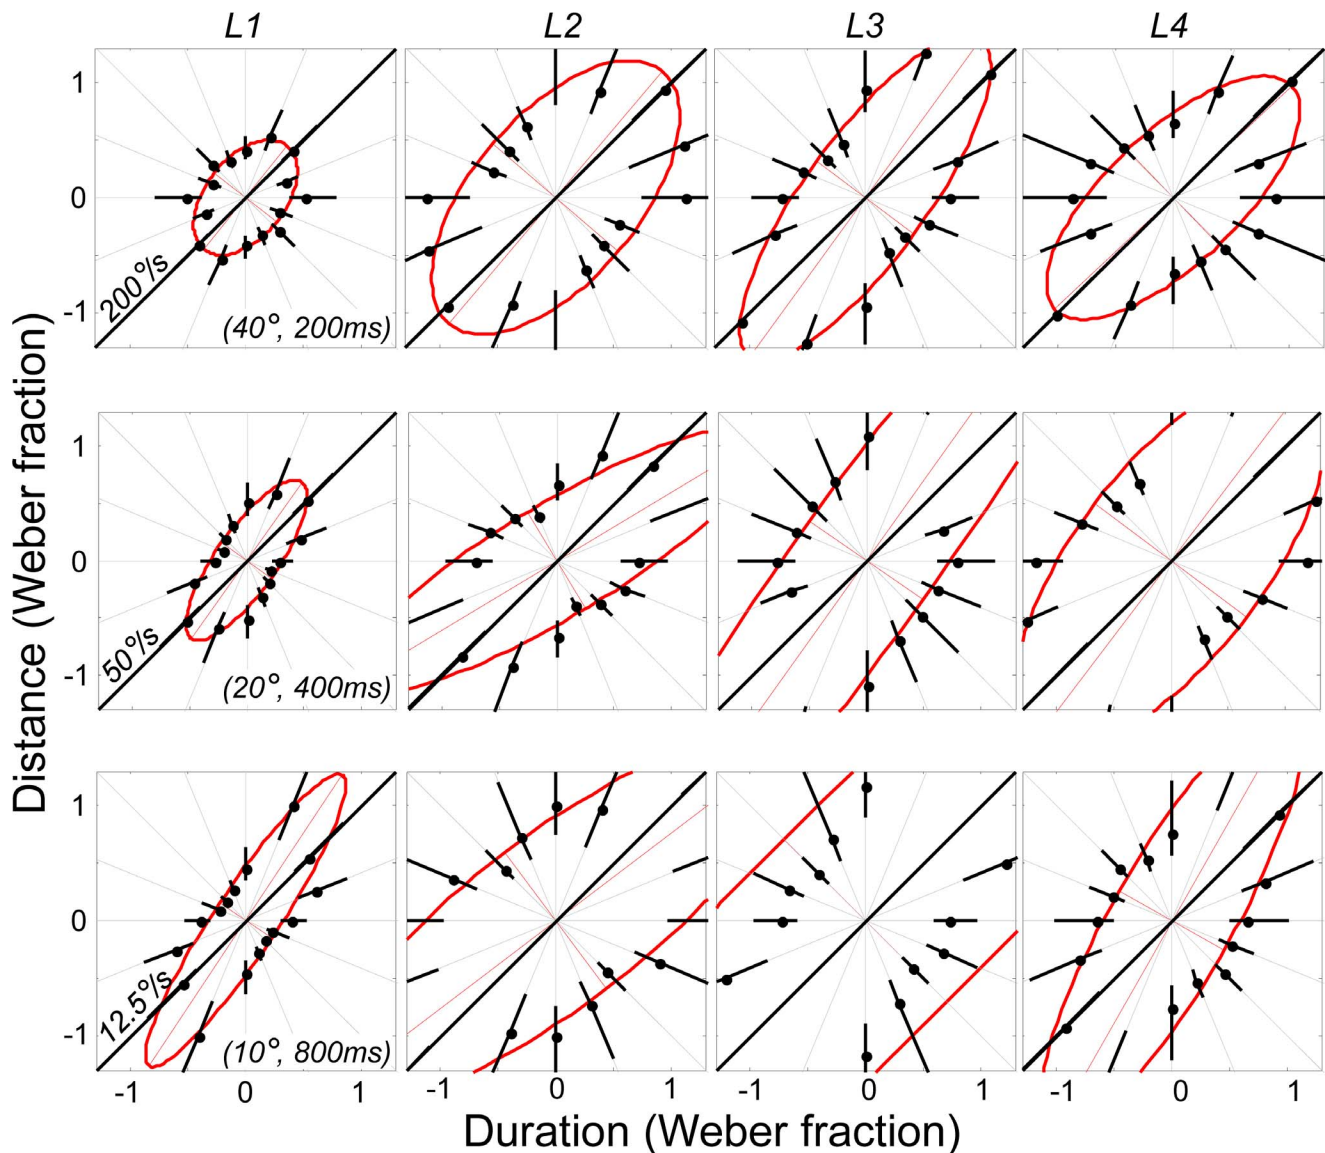 L1 L2 L3 L4
1
0
-1
200°/s
(40°, 200ms)
1
0
-1
50°/s
(20°, 400ms)
1
0
-1
12.5°/s
(10°, 800ms)
-1 0 1 -1 0 1 -1 0 1 -1 0 1
Distance (Weber fraction)
Duration (Weber fraction)